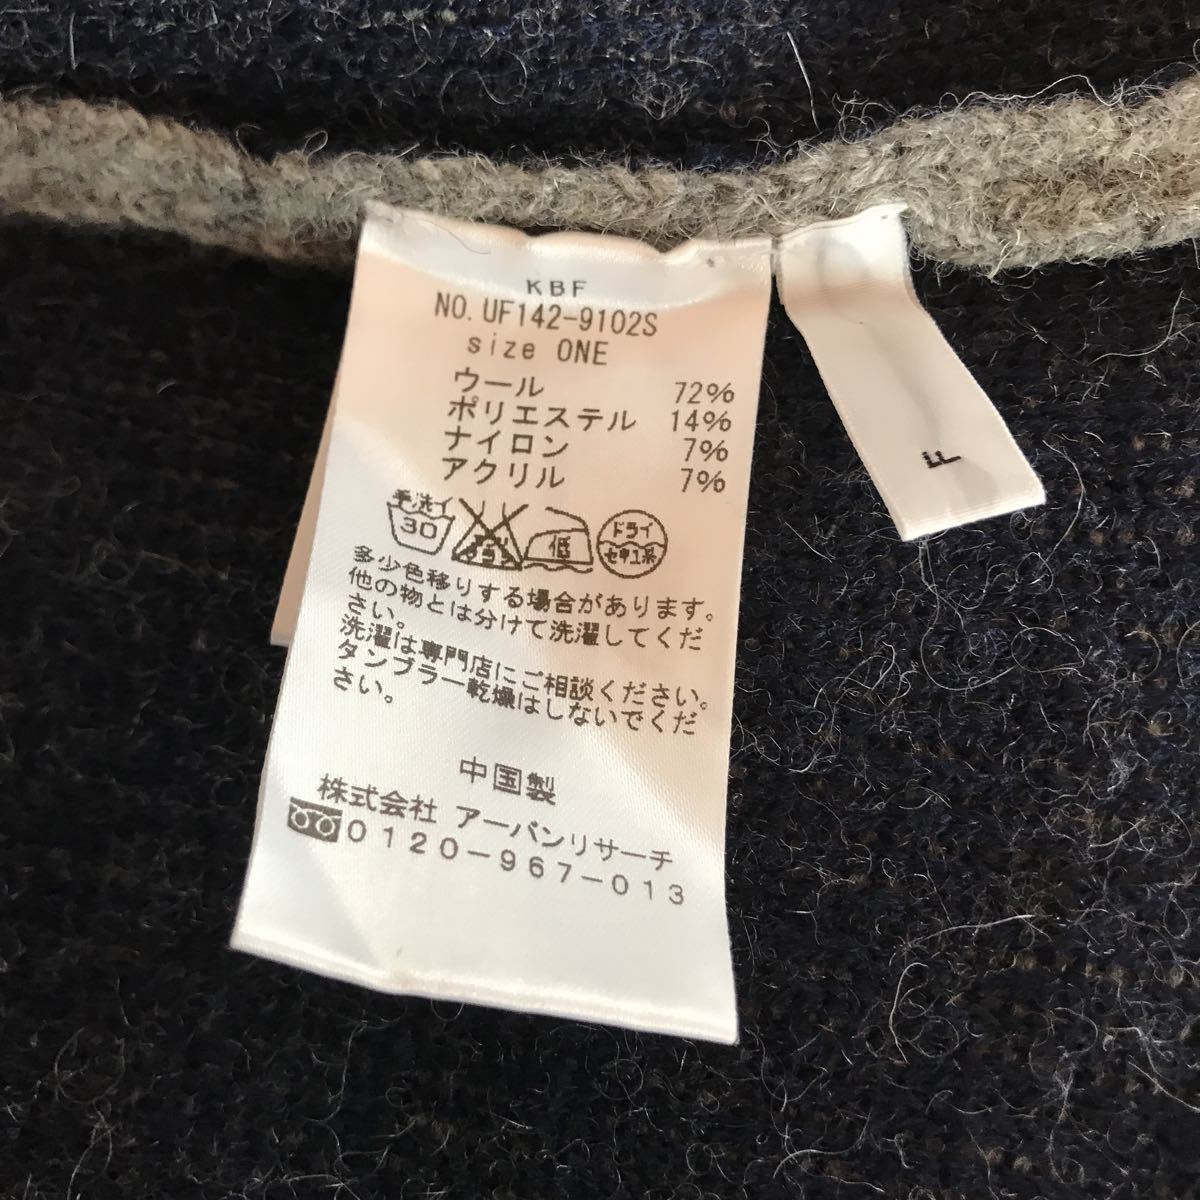 KBF
NO. UF142-9102S
size ONE
ウール 72%
ポリエステル 14%
ナイロン 7%
アクリル 7%
手洗イ
30
低
ドライ
セキユ系
多少色移りする場合があります。
他の物とは分けて洗濯してくだ
さい。
洗濯は専門店にご相談ください。
タンブラー乾燥はしないでくだ
さい。
中国製
株式会社 アーバンリサーチ
0120-967-013
F